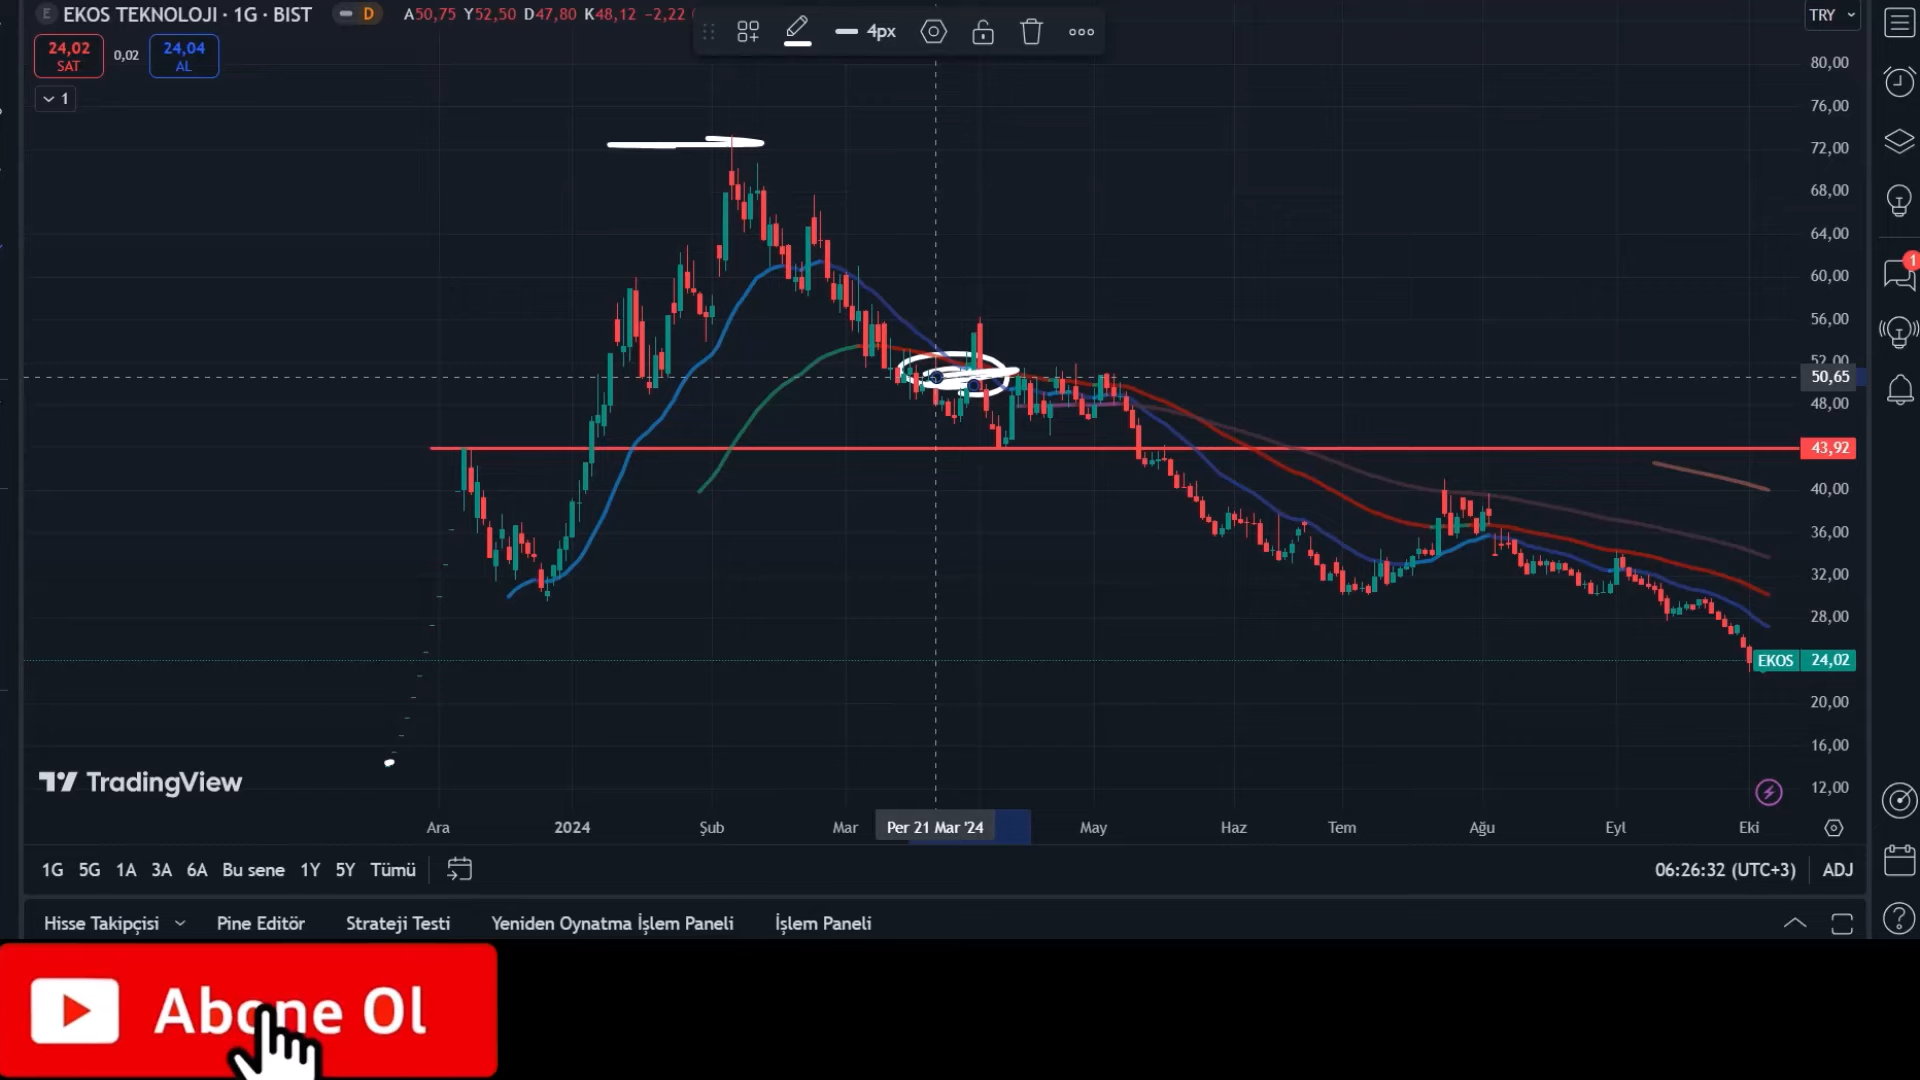 E EKOS TEKNOLOJI · 1G · BIST D A50,75 Y52,50 D47,80 K48,12 −2,22
4px
TRY
24,02 SAT
0,02
24,04 AL
1
80,00
76,00
72,00
68,00
64,00
60,00
56,00
52,00
50,65
48,00
43,92
40,00
36,00
32,00
28,00
EKOS 24,02
20,00
16,00
12,00
1
TradingView
Ara 2024 Şub Mar Per 21 Mar '24 May Haz Tem Ağu Eyl Eki
1G 5G 1A 3A 6A Bu sene 1Y 5Y Tümü 06:26:32 (UTC+3) ADJ
Hisse Takipçisi Pine Editör Strateji Testi Yeniden Oynatma İşlem Paneli İşlem Paneli
Abone Ol